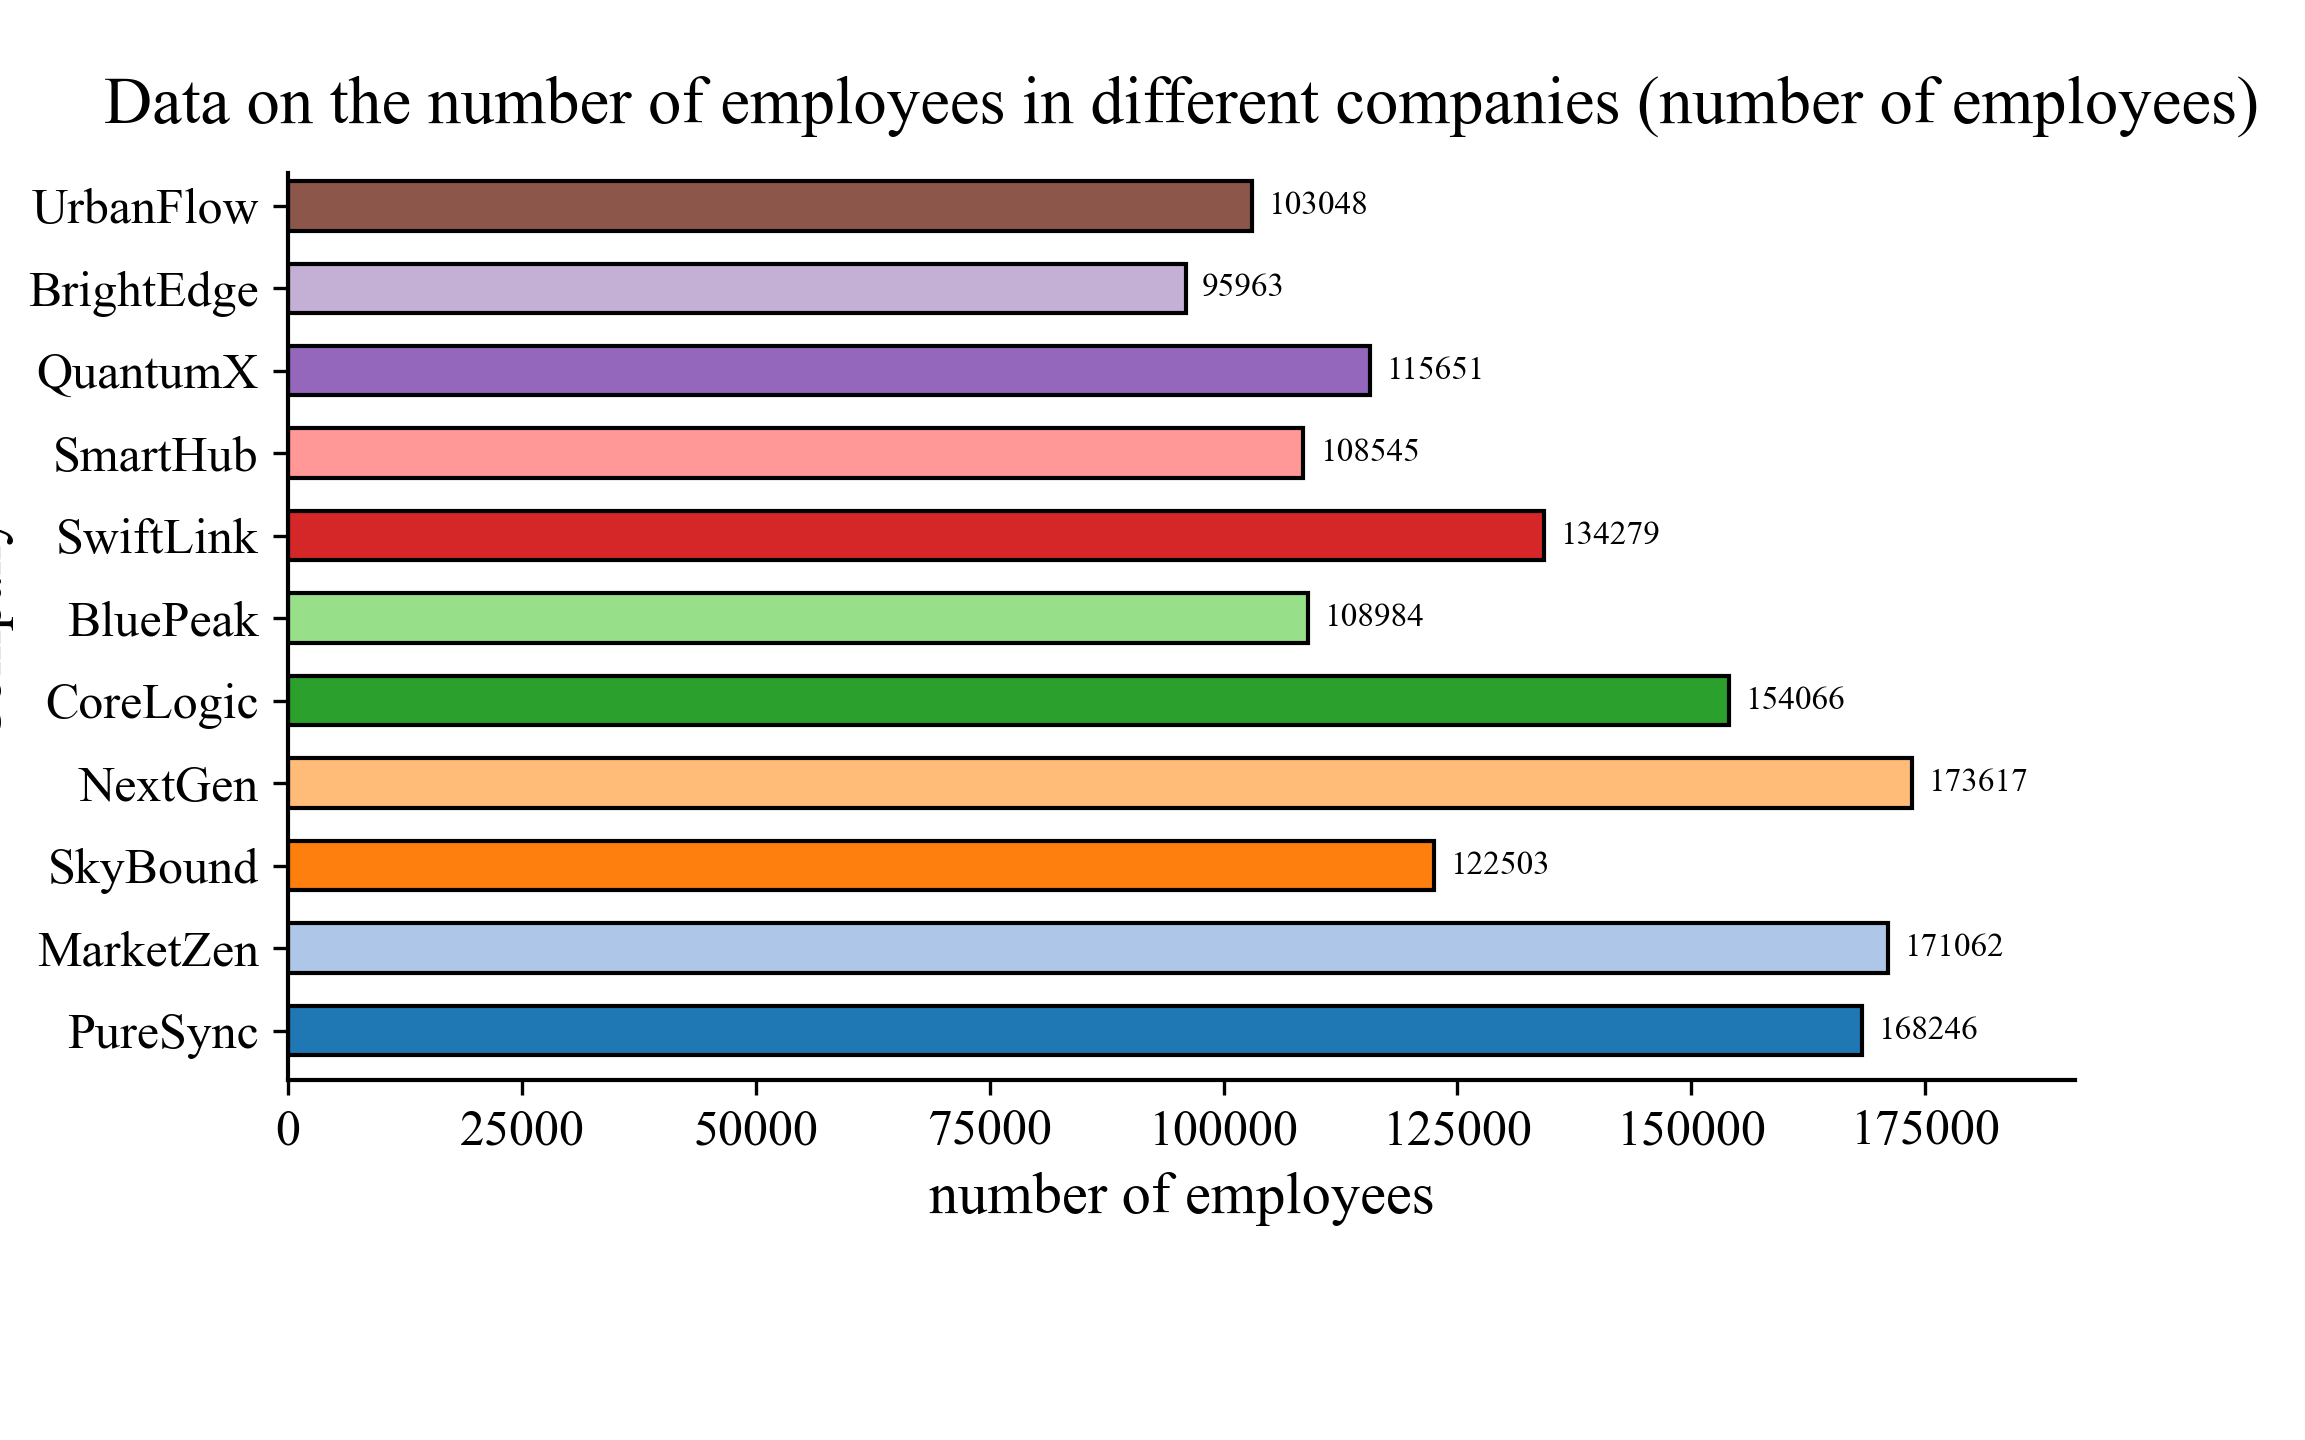 Data on the number of employees in different companies (number of employees)
UrbanFlow 103048
BrightEdge 95963
QuantumX 115651
SmartHub 108545
SwiftLink 134279
BluePeak 108984
CoreLogic 154066
NextGen 173617
SkyBound 122503
MarketZen 171062
PureSync 168246
0 25000 50000 75000 100000 125000 150000 175000
number of employees